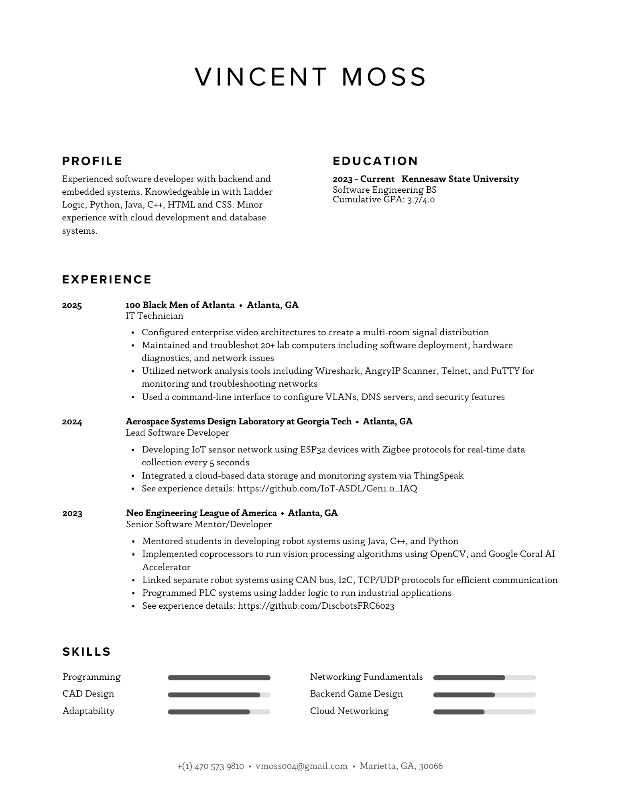 VINCENT MOSS
PROFILE
Experienced software developer with backend and
embedded systems. Knowledgeable in with Ladder
Logic, Python, Java, C++, HTML and CSS. Minor
experience with cloud development and database
systems.
EDUCATION
2023 - Current Kennesaw State University
Software Engineering BS
Cumulative GPA: 3.7/4.0
EXPERIENCE
2025 100 Black Men of Atlanta • Atlanta, GA
IT Technician
• Configured enterprise video architectures to create a multi-room signal distribution
• Maintained and troubleshot 20+ lab computers including software deployment, hardware
diagnostics, and network issues
• Utilized network analysis tools including Wireshark, AngryIP Scanner, Telnet, and PuTTY for
monitoring and troubleshooting networks
• Used a command-line interface to configure VLANs, DNS servers, and security features
2024 Aerospace Systems Design Laboratory at Georgia Tech • Atlanta, GA
Lead Software Developer
• Developing IoT sensor network using ESP32 devices with Zigbee protocols for real-time data
collection every 5 seconds
• Integrated a cloud-based data storage and monitoring system via ThingSpeak
• See experience details: https://github.com/IoT-ASDL/Gen1.0_IAQ
2023 Neo Engineering League of America • Atlanta, GA
Senior Software Mentor/Developer
• Mentored students in developing robot systems using Java, C++, and Python
• Implemented coprocessors to run vision processing algorithms using OpenCV, and Google Coral AI
Accelerator
• Linked separate robot systems using CAN bus, I2C, TCP/UDP protocols for efficient communication
• Programmed PLC systems using ladder logic to run industrial applications
• See experience details: https://github.com/DiscbotsFRC6023
SKILLS
Programming
CAD Design
Adaptability
Networking Fundamentals
Backend Game Design
Cloud Networking
+(1) 470 573 9810 • vmoss004@gmail.com • Marietta, GA, 30066